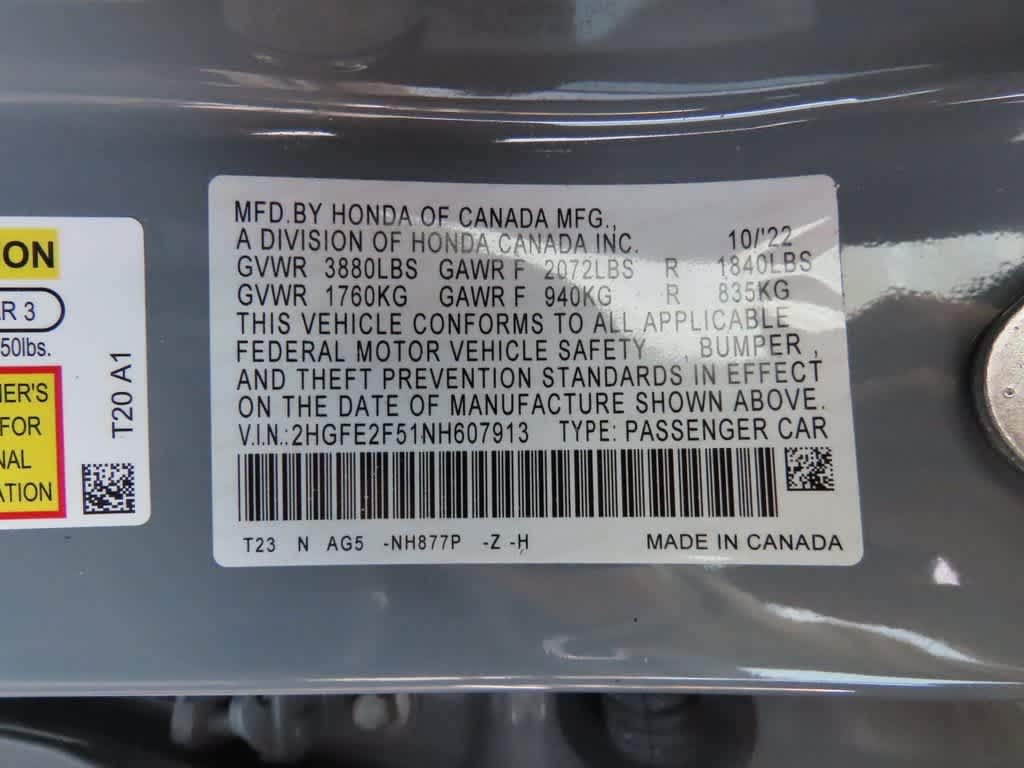 MFD.BY HONDA OF CANADA MFG.,
A DIVISION OF HONDA CANADA INC. 10/'22
GVWR 3880LBS GAWR F 2072LBS R 1840LBS
GVWR 1760KG GAWR F 940KG R 835KG
THIS VEHICLE CONFORMS TO ALL APPLICABLE
FEDERAL MOTOR VEHICLE SAFETY , BUMPER ,
AND THEFT PREVENTION STANDARDS IN EFFECT
ON THE DATE OF MANUFACTURE SHOWN ABOVE.
V.I.N.:2HGFE2F51NH607913 TYPE: PASSENGER CAR
T23 N AG5 -NH877P -Z -H MADE IN CANADA
ON
R 3
50lbs.
ER'S
FOR
NAL
ATION
T20 A1